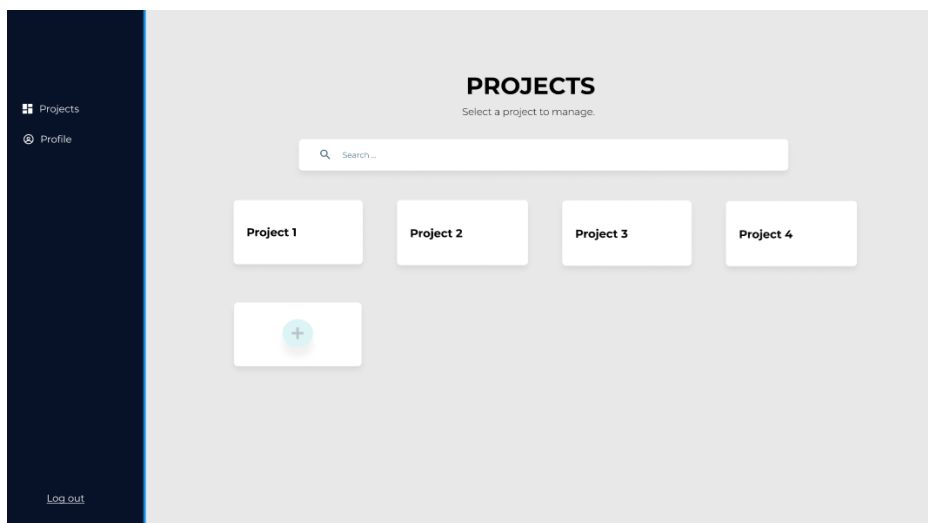 Projects
Profile
Log out
PROJECTS
Select a project to manage.
Search ...
Project 1
Project 2
Project 3
Project 4
+